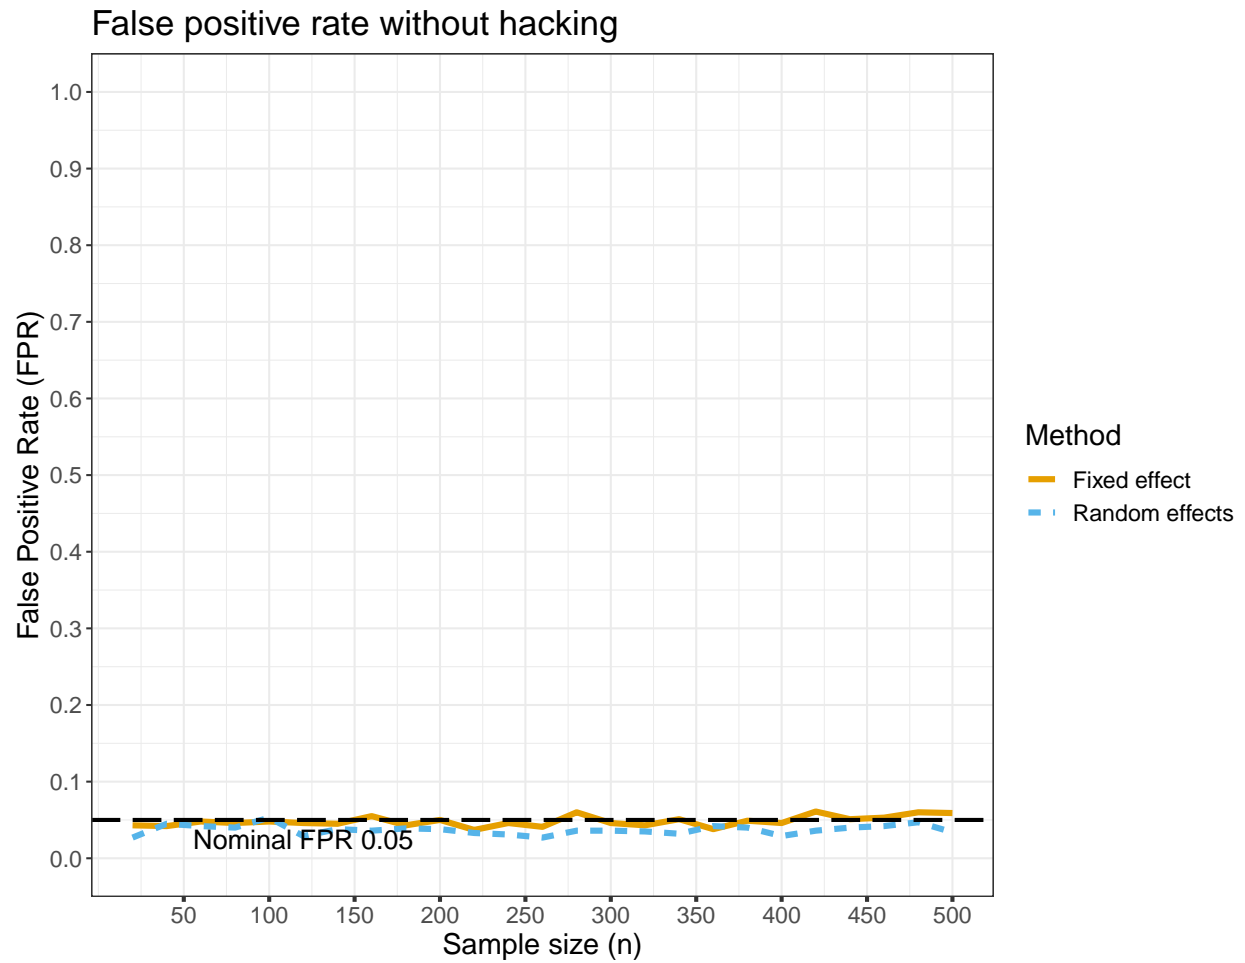 False positive rate without hacking
1.0
0.9
0.8
0.7
0.6
0.5
0.4
0.3
0.2
0.1
0.0
False Positive Rate (FPR)
Nominal FPR 0.05
50 100 150 200 250 300 350 400 450 500
Sample size (n)
Method
Fixed effect
Random effects